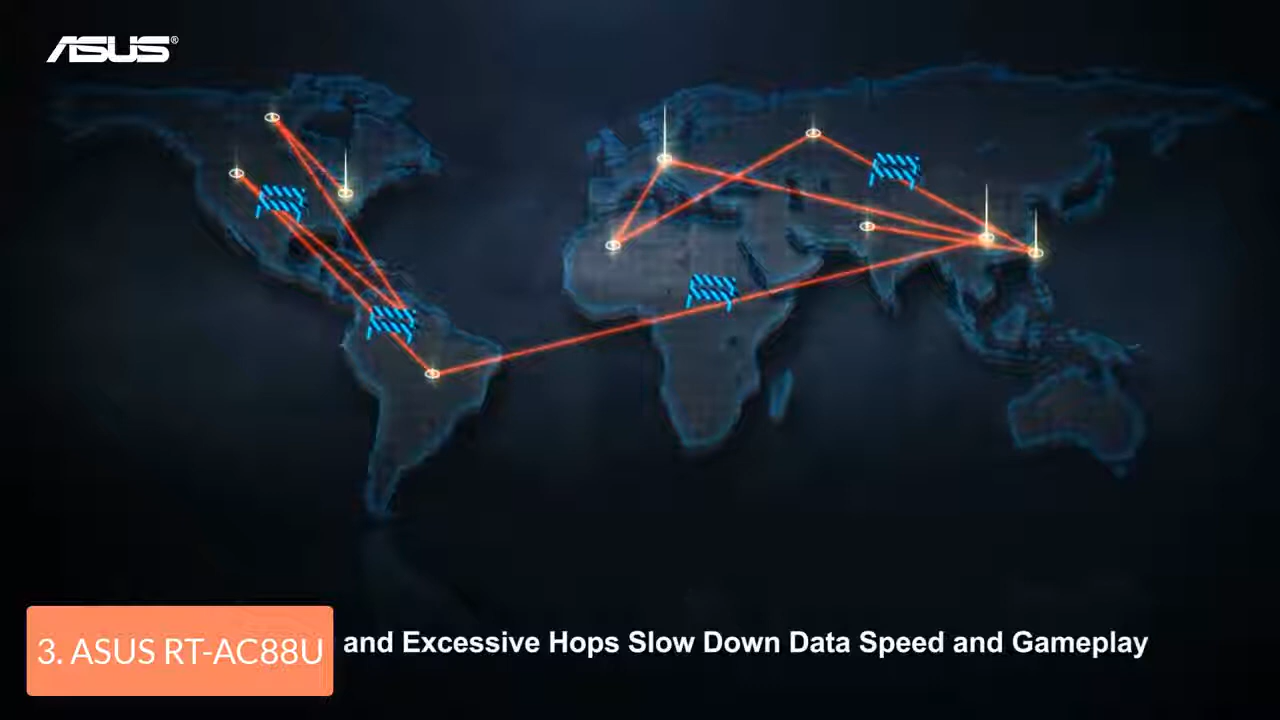 ASUS®
3. ASUS RT-AC88U
and Excessive Hops Slow Down Data Speed and Gameplay